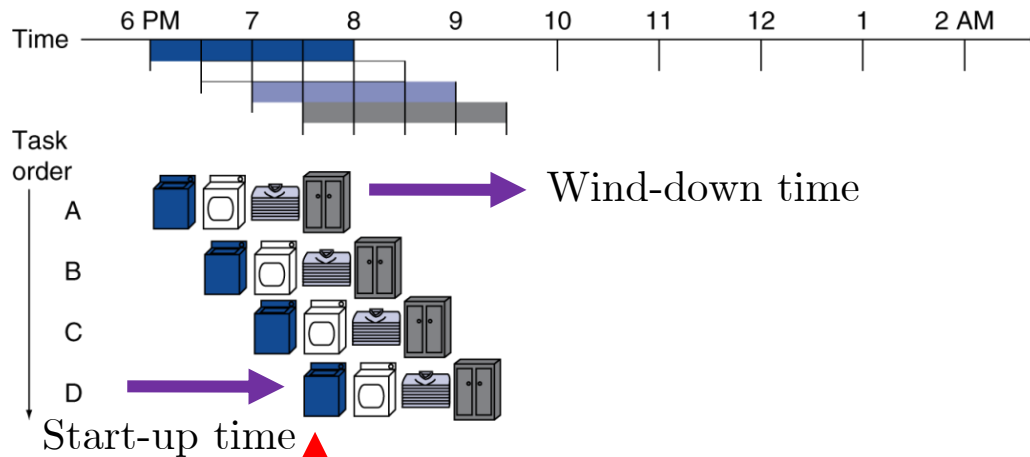 6 PM 7 8 9 10 11 12 1 2 AM
Time
Task
order
A
Wind-down time
B
C
D
Start-up time